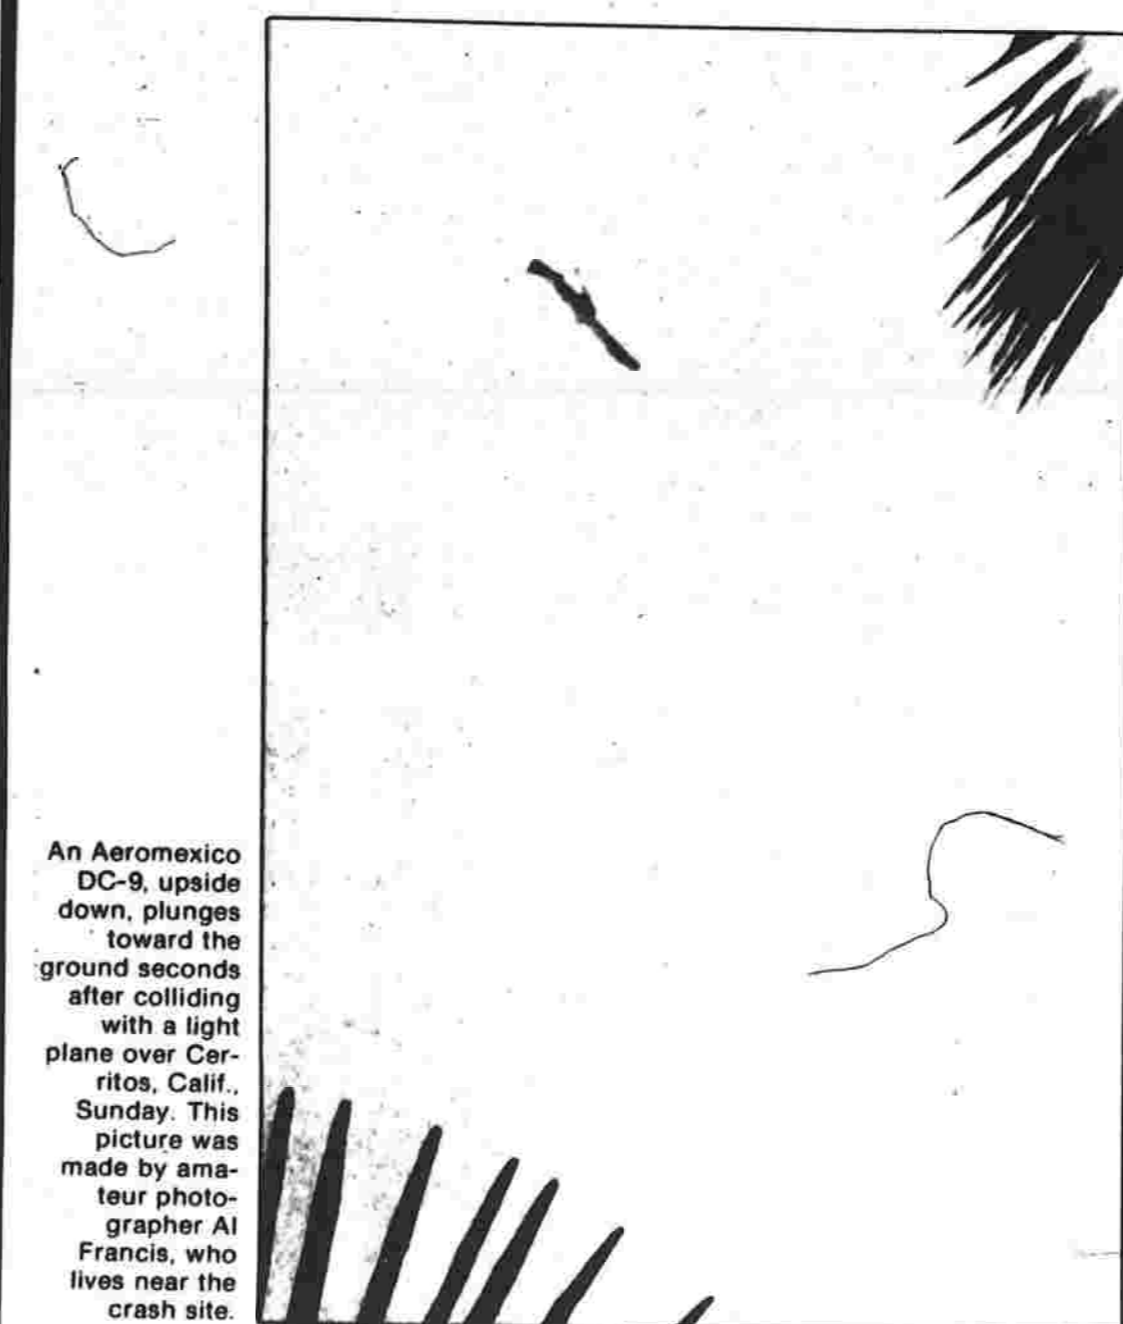 An Aeromexico
DC-9, upside
down, plunges
toward the
ground seconds
after colliding
with a light
plane over Cer-
ritos, Calif.,
Sunday. This
picture was
made by ama-
teur photo-
grapher Al
Francis, who
lives near the
crash site.